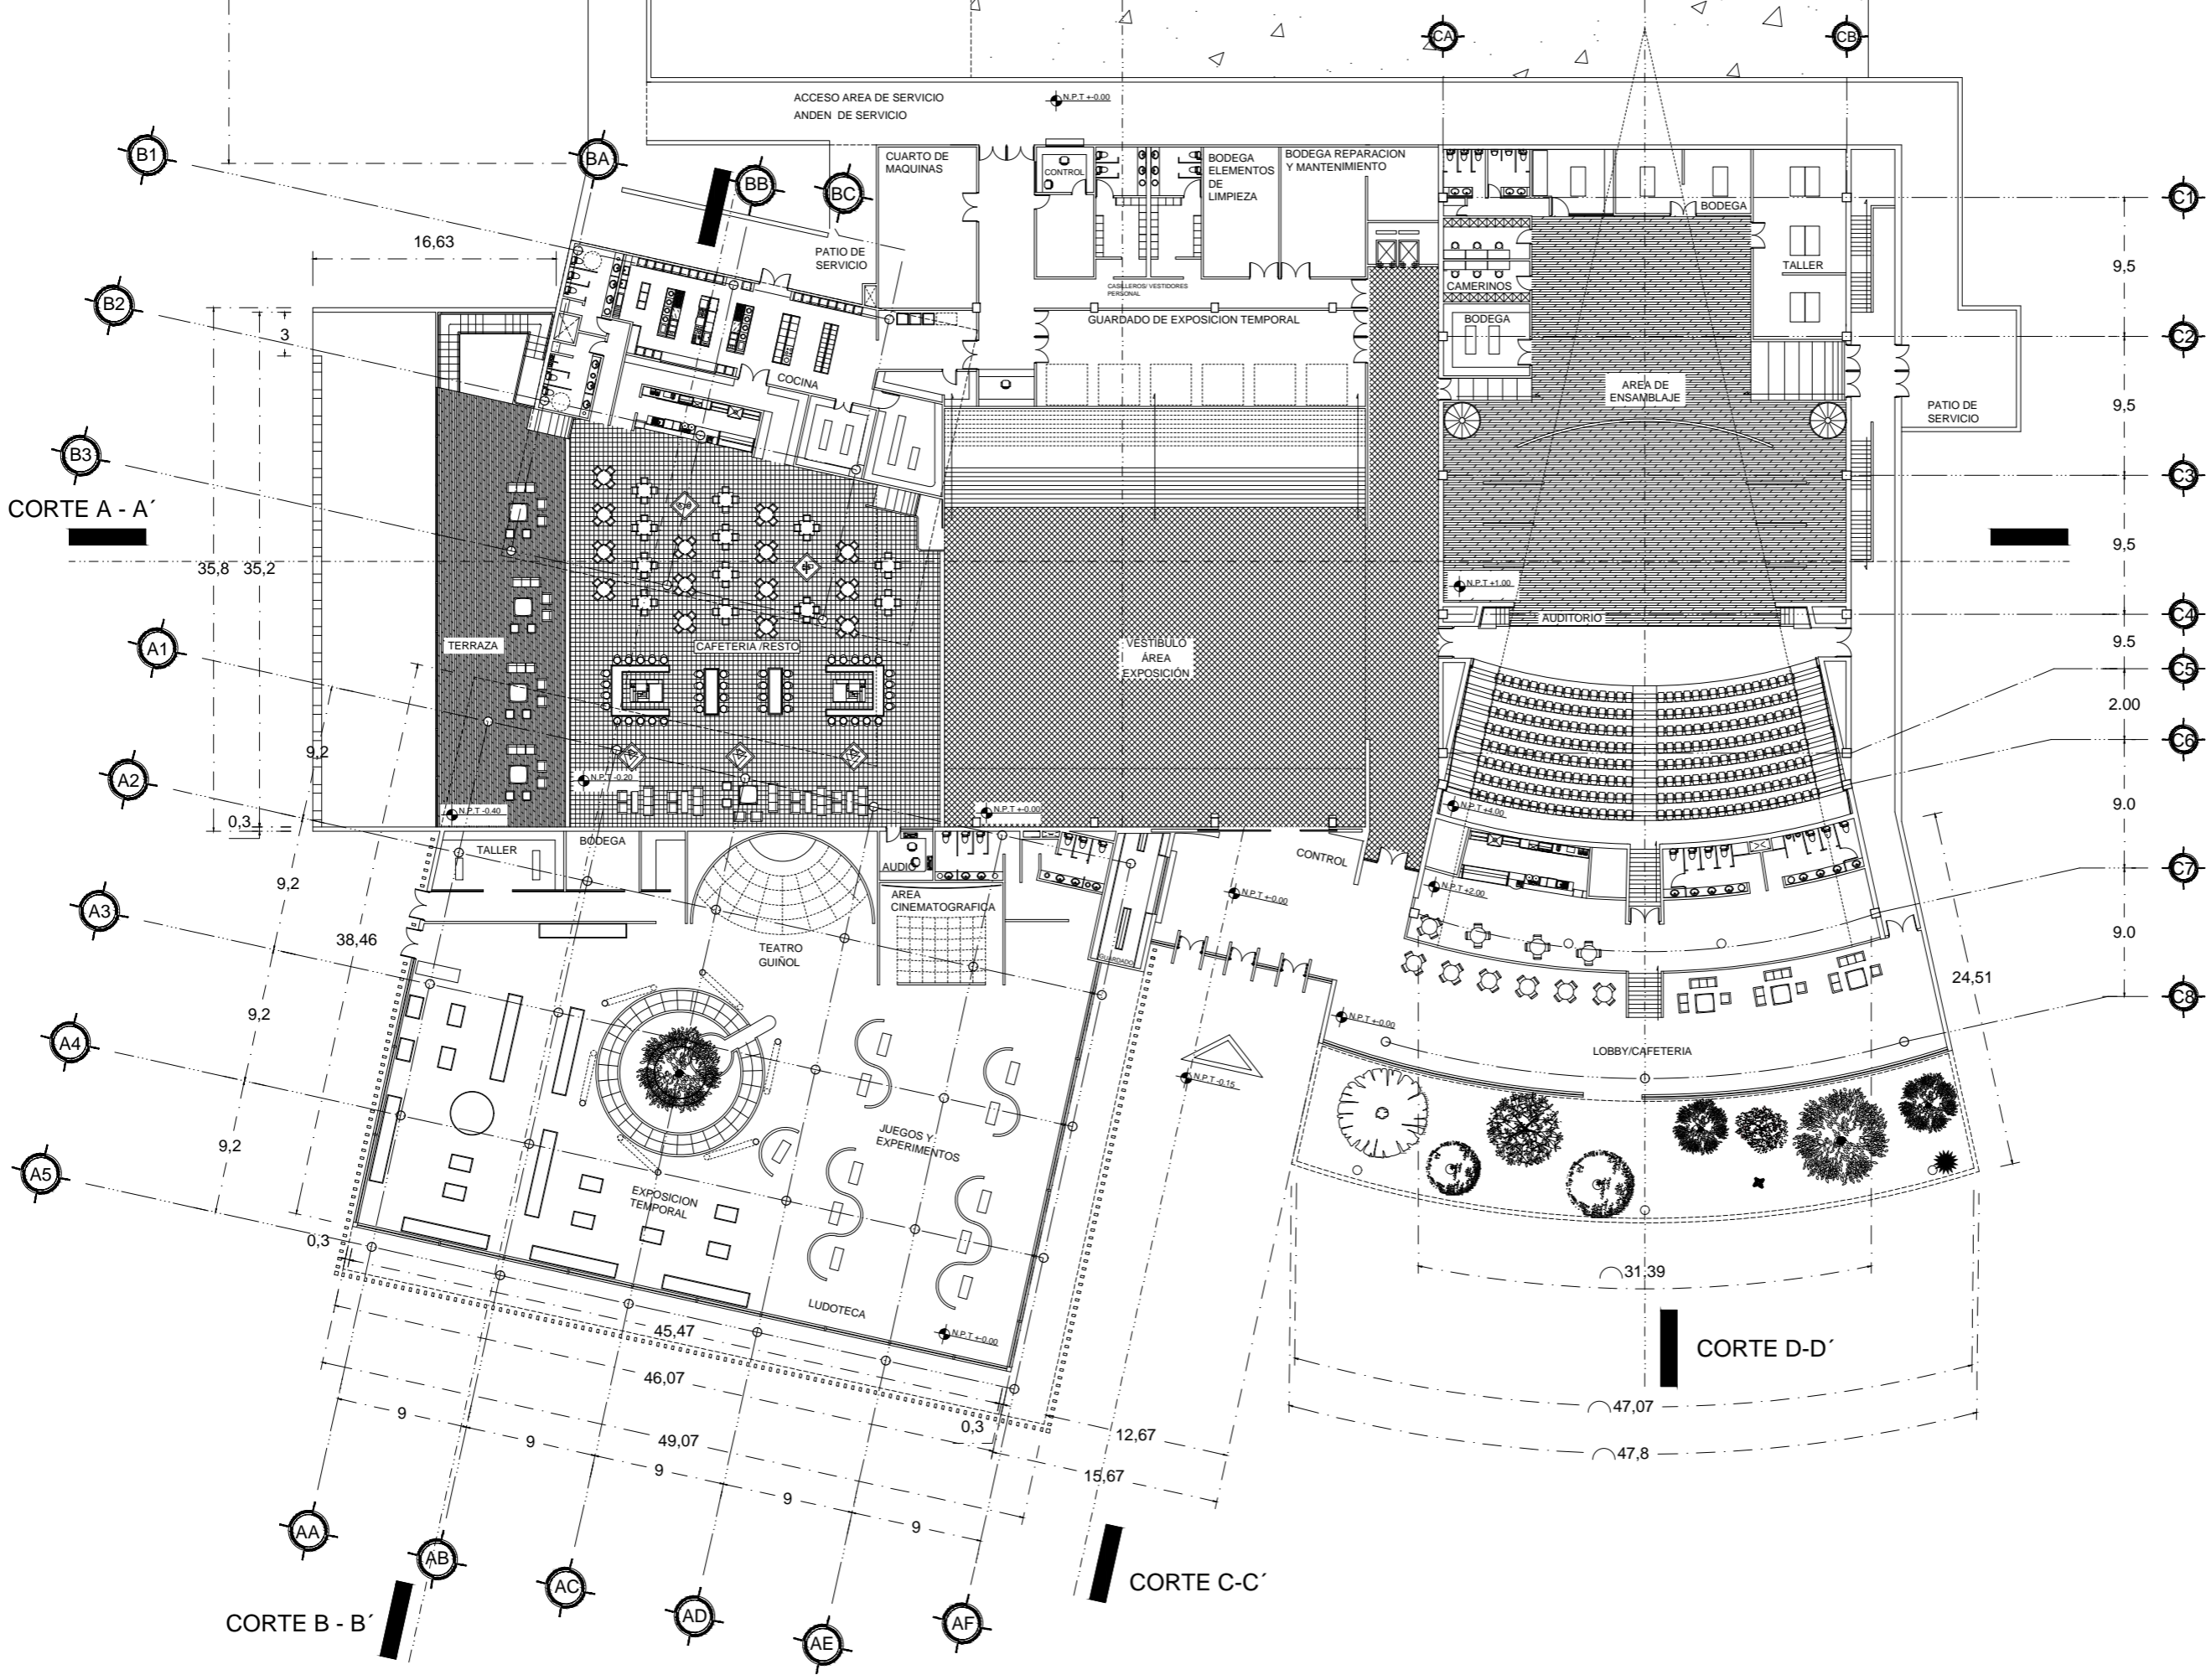 CA
CB
ACCESO AREA DE SERVICIO
ANDEN DE SERVICIO
N.P.T +-0.00
B1
BA
BB
BC
CUARTO DE
MAQUINAS
CONTROL
BODEGA
ELEMENTOS
DE
LIMPIEZA
BODEGA REPARACION
Y MANTENIMIENTO
BODEGA
C1
16,63
PATIO DE
SERVICIO
TALLER
9,5
CASILLEROS/ VESTIDORES
PERSONAL
CAMERINOS
B2
3
GUARDADO DE EXPOSICION TEMPORAL
BODEGA
C2
COCINA
AREA DE
ENSAMBLAJE
PATIO DE
SERVICIO
9,5
B3
C3
CORTE A - A´
9,5
35,8
35,2
N.P.T +1.00
C4
AUDITORIO
A1
TERRAZA
CAFETERIA /RESTO
VESTIBULO
ÁREA
EXPOSICIÓN
9.5
C5
2.00
9,2
C6
A2
N.P.T -0.20
N.P.T -0.40
N.P.T +-0.00
N.P.T +4.00
9.0
0,3
TALLER
BODEGA
AUDIO
CONTROL
C7
9,2
AREA
CINEMATOGRAFICA
N.P.T +-0.00
N.P.T +2.00
A3
38,46
TEATRO
GUIÑOL
GUARDADO
9.0
24,51
C8
9,2
N.P.T +-0.00
A4
LOBBY/CAFETERIA
N.P.T -0.15
9,2
JUEGOS Y
EXPERIMENTOS
A5
EXPOSICION
TEMPORAL
0,3
31,39
LUDOTECA
45,47
N.P.T +-0.00
CORTE D-D´
46,07
47,07
9
0,3
12,67
9
49,07
47,8
9
15,67
9
9
AA
AB
AC
CORTE C-C´
AD
AE
AF
CORTE B - B´